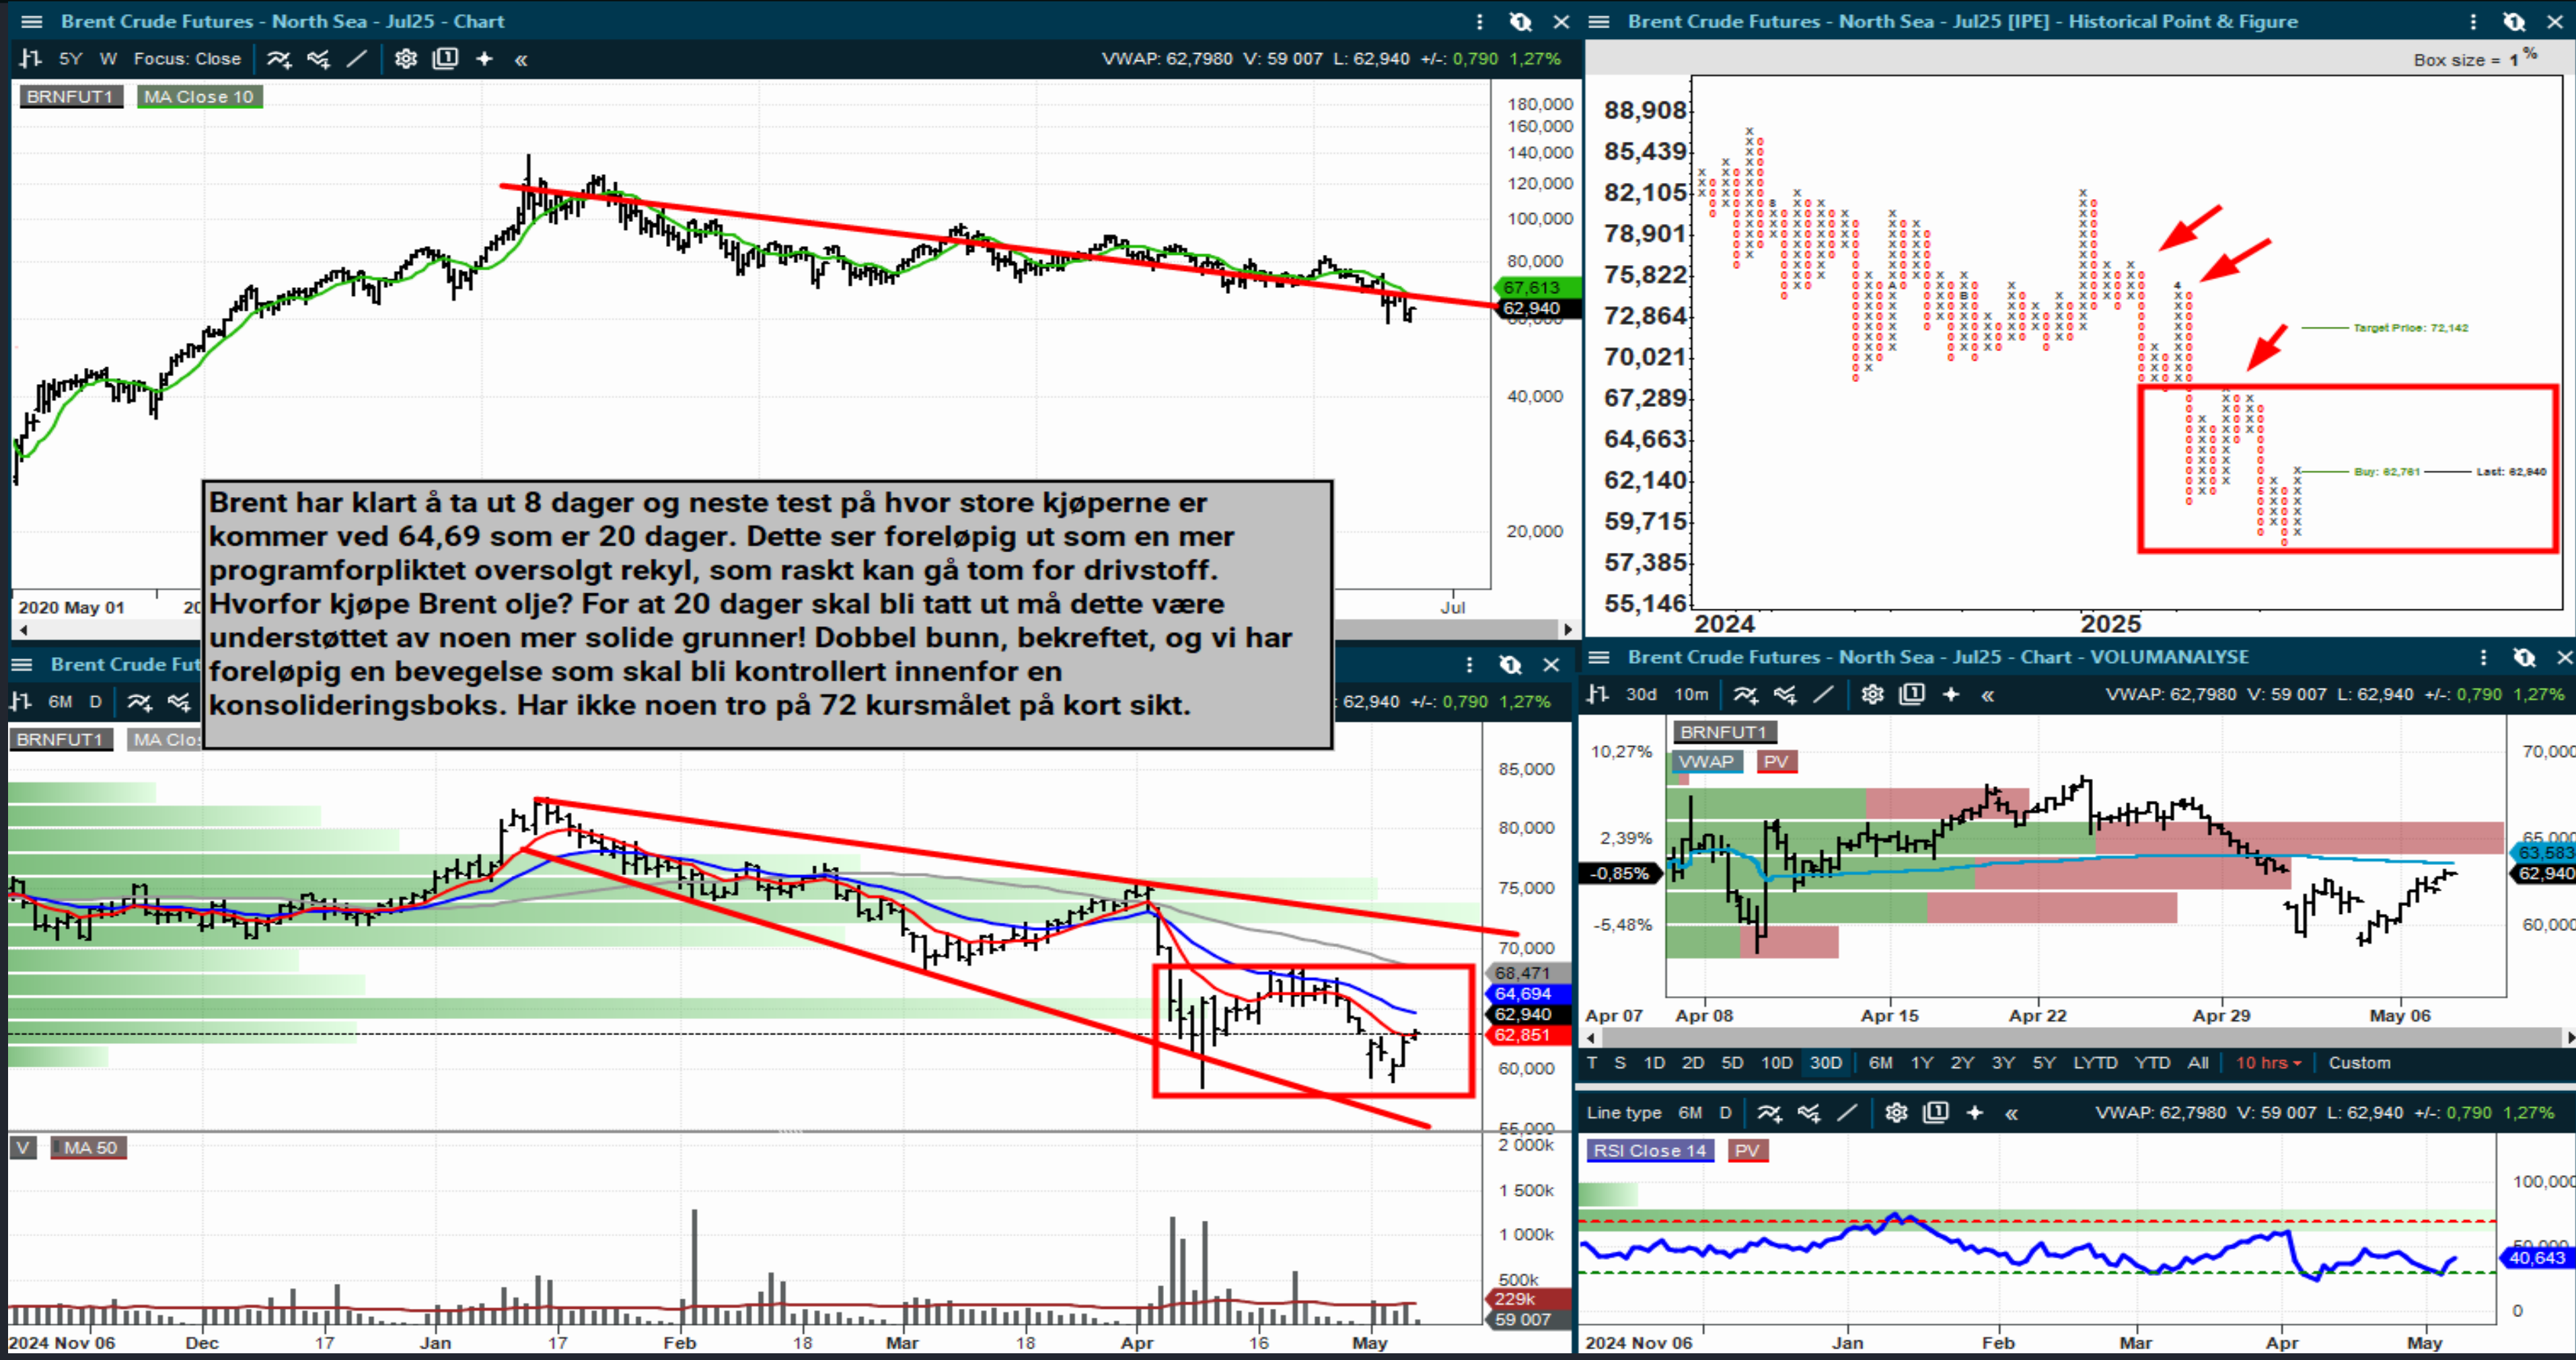 Brent Crude Futures - North Sea - Jul25 - Chart
5Y W Focus: Close VWAP: 62,7980 V: 59 007 L: 62,940 +/-: 0,790 1,27%
BRNFUT1 MA Close 10
180,000
160,000
140,000
120,000
100,000
80,000
67,613
62,940
40,000
20,000
2020 May 01 20 Jul
Brent Crude Futures - North Sea - Jul25 [IPE] - Historical Point & Figure
Box size = 1 %
88,908
85,439
82,105
78,901
75,822
72,864
70,021
67,289
64,663
62,140
59,715
57,385
55,146
Target Price: 72,142
Buy: 62,761 Last: 62,940
2024 2025
Brent har klart å ta ut 8 dager og neste test på hvor store kjøperne er
kommer ved 64,69 som er 20 dager. Dette ser foreløpig ut som en mer
programforpliktet oversolgt rekyl, som raskt kan gå tom for drivstoff.
Hvorfor kjøpe Brent olje? For at 20 dager skal bli tatt ut må dette være
understøttet av noen mer solide grunner! Dobbel bunn, bekreftet, og vi har
foreløpig en bevegelse som skal bli kontrollert innenfor en
konsolideringsboks. Har ikke noen tro på 72 kursmålet på kort sikt.
Brent Crude Fut
6M D : 62,940 +/-: 0,790 1,27%
BRNFUT1 MA Clos
85,000
80,000
75,000
70,000
68,471
64,694
62,940
62,851
60,000
55,000
V MA 50
2 000k
1 500k
1 000k
500k
229k
59 007
2024 Nov 06 Dec 17 Jan 17 Feb 18 Mar 18 Apr 16 May
Brent Crude Futures - North Sea - Jul25 - Chart - VOLUMANALYSE
30d 10m VWAP: 62,7980 V: 59 007 L: 62,940 +/-: 0,790 1,27%
BRNFUT1
VWAP PV
10,27%
2,39%
-0,85%
-5,48%
70,000
65,000
63,583
62,940
60,000
Apr 07 Apr 08 Apr 15 Apr 22 Apr 29 May 06
T S 1D 2D 5D 10D 30D 6M 1Y 2Y 3Y 5Y LYTD YTD All 10 hrs Custom
Line type 6M D VWAP: 62,7980 V: 59 007 L: 62,940 +/-: 0,790 1,27%
RSI Close 14 PV
100,000
50,000
40,643
0
2024 Nov 06 Jan Feb Mar Apr May